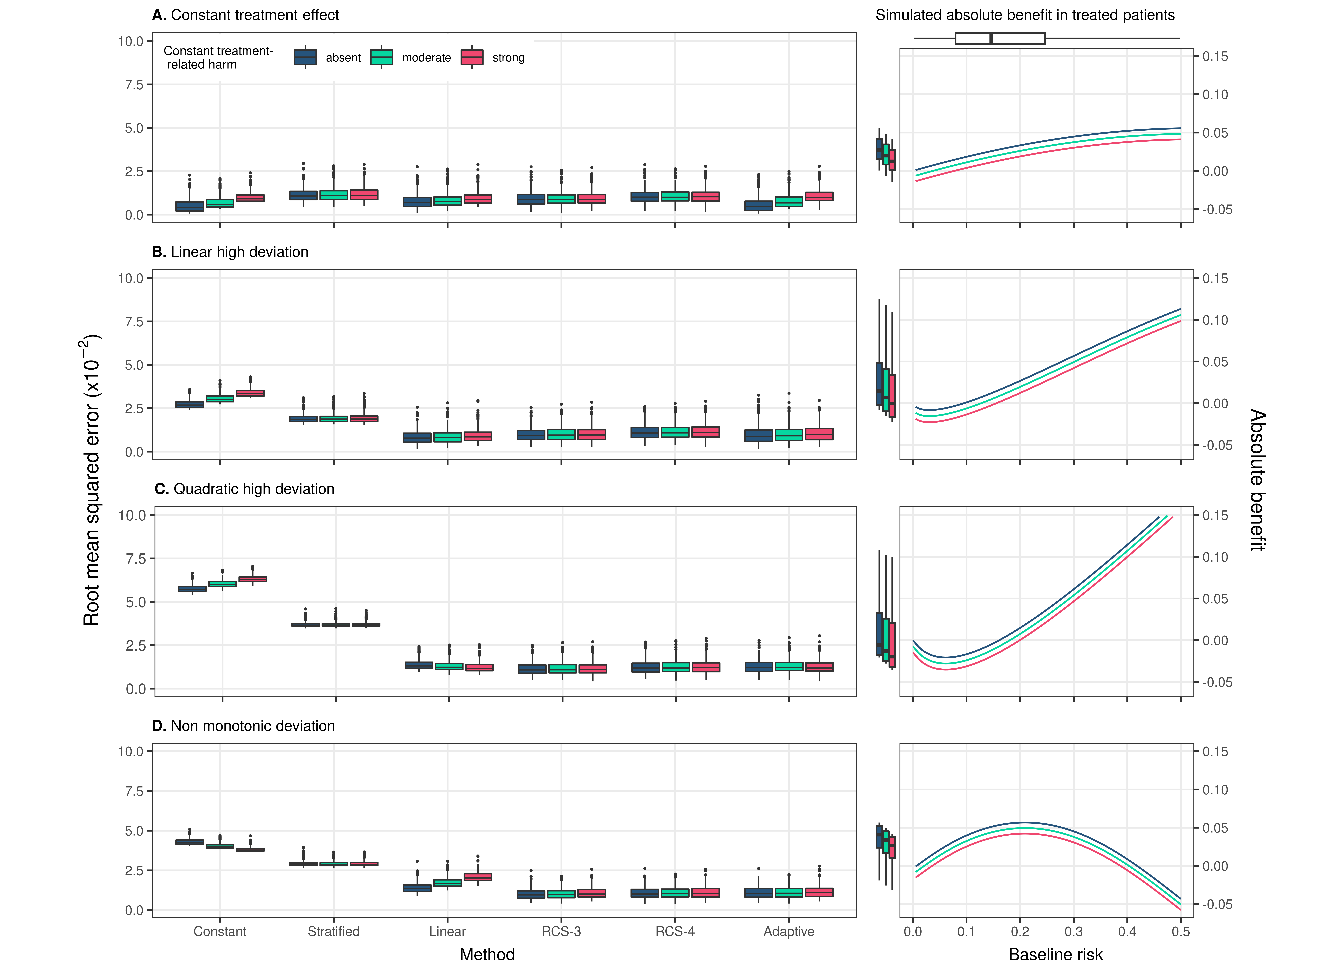 A. Constant treatment effect
Simulated absolute benefit in treated patients
Constant treatment-
related harm
absent
moderate
strong
10.0
7.5
5.0
2.5
0.0
0.15
0.10
0.05
0.00
-0.05
B. Linear high deviation
10.0
7.5
5.0
2.5
0.0
0.15
0.10
0.05
0.00
-0.05
C. Quadratic high deviation
10.0
7.5
5.0
2.5
0.0
0.15
0.10
0.05
0.00
-0.05
D. Non monotonic deviation
10.0
7.5
5.0
2.5
0.0
0.15
0.10
0.05
0.00
-0.05
Root mean squared error (x10−2)
Absolute benefit
Constant Stratified Linear RCS-3 RCS-4 Adaptive
0.0 0.1 0.2 0.3 0.4 0.5
Method
Baseline risk